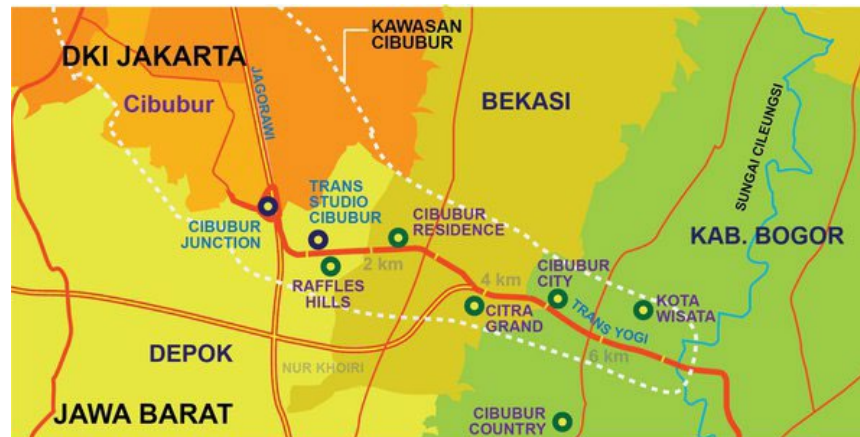 KAWASAN
CIBUBUR
DKI JAKARTA
Cibubur
JAGORAWI
BEKASI
SUNGAI CILEUNGSI
TRANS
STUDIO
CIBUBUR
CIBUBUR
JUNCTION
CIBUBUR
RESIDENCE
KAB. BOGOR
2 km
RAFFLES
HILLS
4 km
CIBUBUR
CITY
CITRA
GRAND
TRANS YOGI
KOTA
WISATA
6 km
DEPOK
NUR KHOIRI
JAWA BARAT
CIBUBUR
COUNTRY